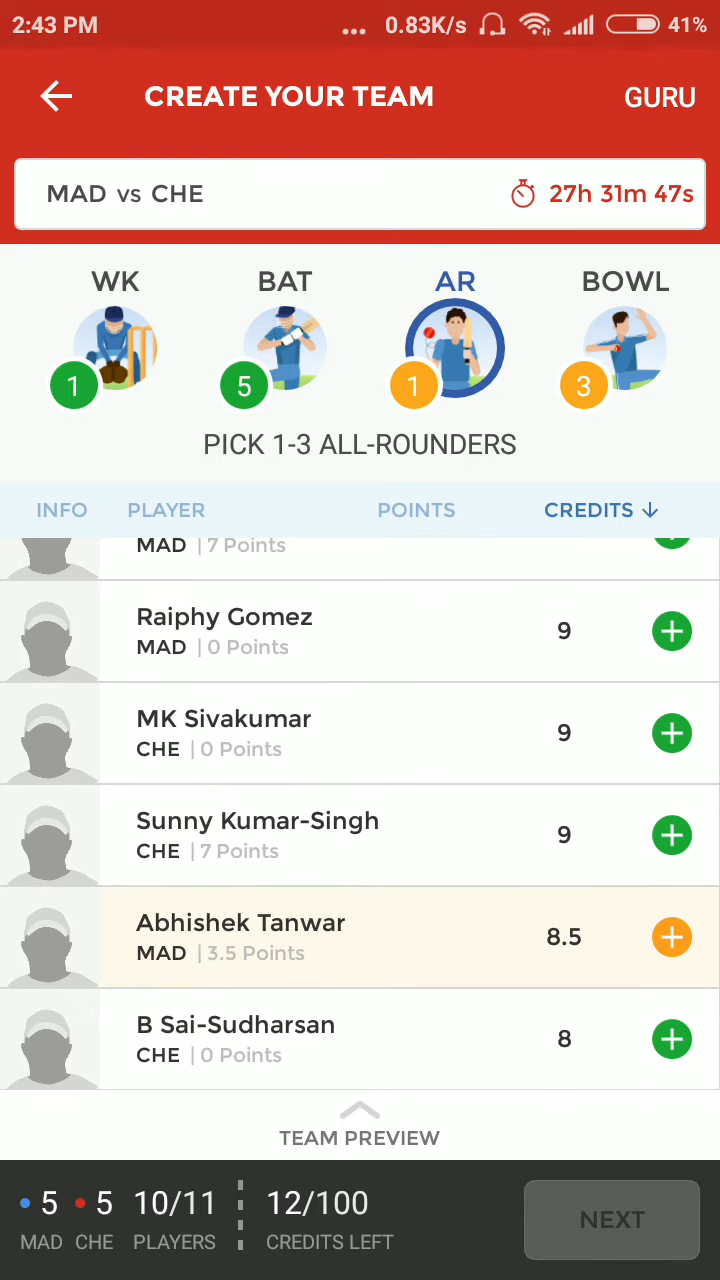 2:43 PM ... 0.83K/s 41%
CREATE YOUR TEAM GURU
MAD vs CHE 27h 31m 47s
WK BAT AR BOWL
1 5 1 3
PICK 1-3 ALL-ROUNDERS
INFO PLAYER POINTS CREDITS
MAD | 7 Points
Raiphy Gomez
MAD | 0 Points
9
MK Sivakumar
CHE | 0 Points
9
Sunny Kumar-Singh
CHE | 7 Points
9
Abhishek Tanwar
MAD | 3.5 Points
8.5
B Sai-Sudharsan
CHE | 0 Points
8
TEAM PREVIEW
5 5 10/11 12/100
MAD CHE PLAYERS CREDITS LEFT
NEXT